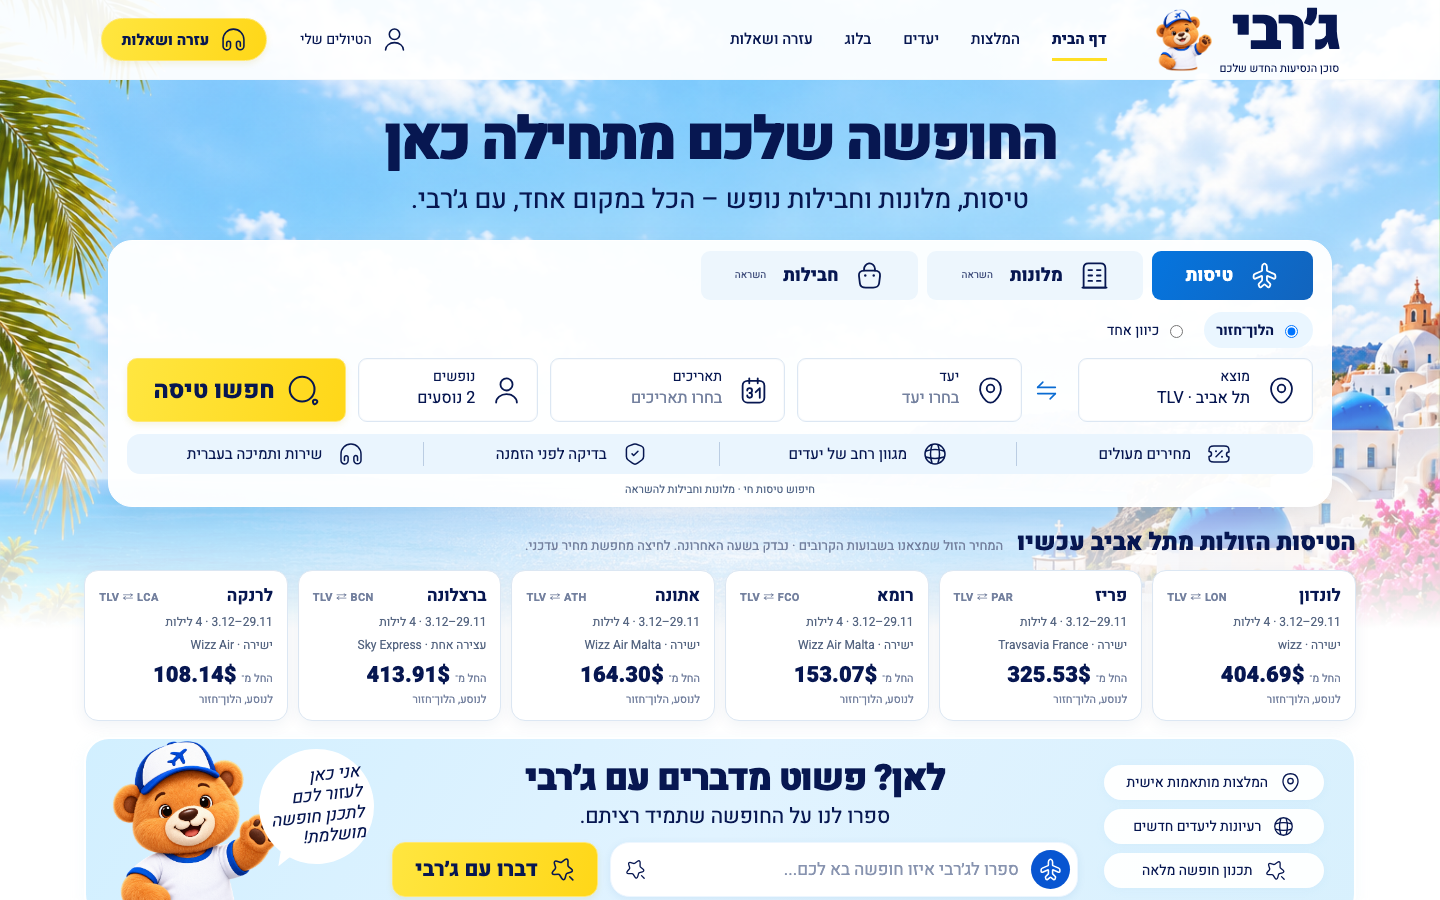 ג'רבי
סוכן הנסיעות החדש שלכם
דף הבית
המלצות
יעדים
בלוג
עזרה ושאלות
הטיולים שלי
עזרה ושאלות
החופשה שלכם מתחילה כאן
טיסות, מלונות וחבילות נופש – הכל במקום אחד, עם ג'רבי.
טיסות
מלונות השראה
חבילות השראה
הלוך־חזור
כיוון אחד
מוצא
תל אביב · TLV
יעד
בחרו יעד
תאריכים
בחרו תאריכים
31
נופשים
2 נוסעים
חפשו טיסה
מחירים מעולים
מגוון רחב של יעדים
בדיקה לפני הזמנה
שירות ותמיכה בעברית
חיפוש טיסות חי · מלונות וחבילות להשראה
הטיסות הזולות מתל אביב עכשיו
המחיר הזול שמצאנו בשבועות הקרובים · נבדק בשעה האחרונה. לחיצה מחפשת מחיר עדכני.
לונדון
TLV ⇄ LON
29.11–3.12 · 4 לילות
ישירה · wizz
החל מ־ 404.69$
לנוסע, הלוך־חזור
פריז
TLV ⇄ PAR
29.11–3.12 · 4 לילות
ישירה · Travsavia France
החל מ־ 325.53$
לנוסע, הלוך־חזור
רומא
TLV ⇄ FCO
29.11–3.12 · 4 לילות
ישירה · Wizz Air Malta
החל מ־ 153.07$
לנוסע, הלוך־חזור
אתונה
TLV ⇄ ATH
29.11–3.12 · 4 לילות
ישירה · Wizz Air Malta
החל מ־ 164.30$
לנוסע, הלוך־חזור
ברצלונה
TLV ⇄ BCN
29.11–3.12 · 4 לילות
עצירה אחת · Sky Express
החל מ־ 413.91$
לנוסע, הלוך־חזור
לרנקה
TLV ⇄ LCA
29.11–3.12 · 4 לילות
ישירה · Wizz Air
החל מ־ 108.14$
לנוסע, הלוך־חזור
המלצות מותאמות אישית
רעיונות ליעדים חדשים
תכנון חופשה מלאה
לאן? פשוט מדברים עם ג'רבי
ספרו לנו על החופשה שתמיד רציתם.
ספרו לג'רבי איזו חופשה בא לכם...
דברו עם ג'רבי
אני כאן
לעזור לכם
לתכנן חופשה
מושלמת!